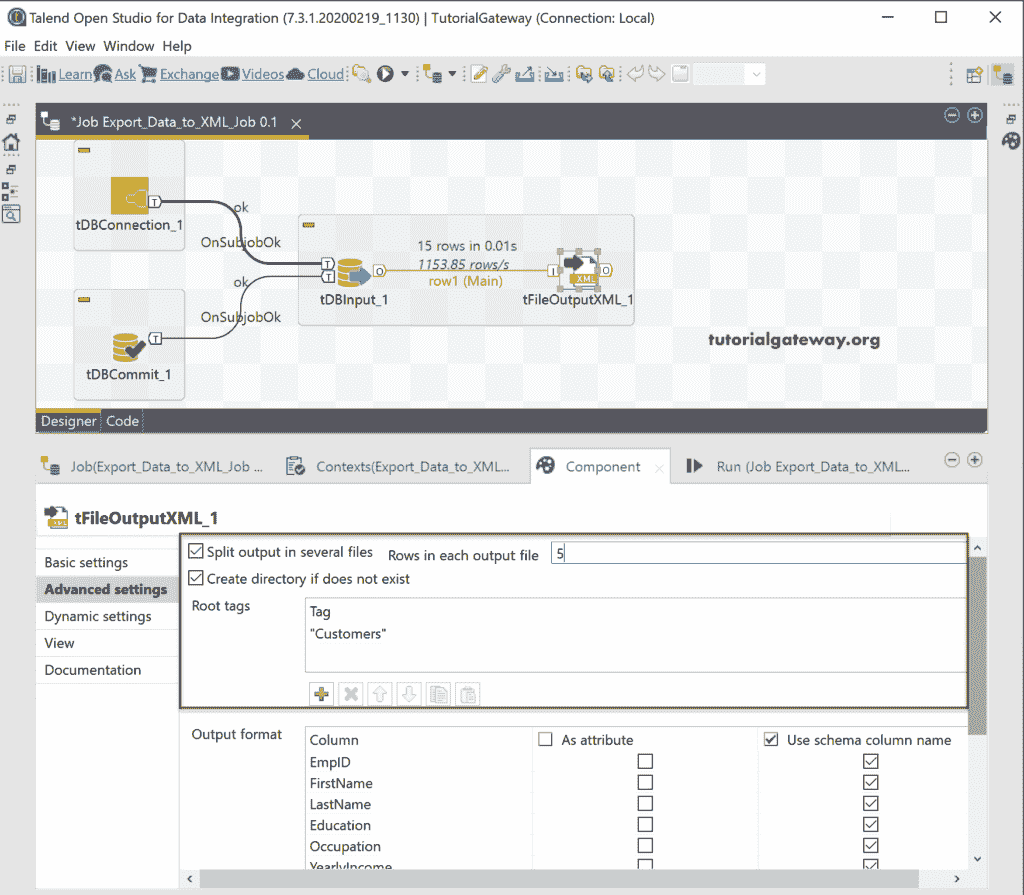 Talend Open Studio for Data Integration (7.3.1.20200219_1130) | TutorialGateway (Connection: Local)
File Edit View Window Help
Learn Ask Exchange Videos Cloud
*Job Export_Data_to_XML_Job 0.1
T
tDBConnection_1
ok
OnSubjobOk
15 rows in 0.01s
1153.85 rows/s
row1 (Main)
T
T
O
I
XML
O
tDBInput_1
tFileOutputXML_1
ok
OnSubjobOk
T
tDBCommit_1
tutorialgateway.org
Designer Code
Job(Export_Data_to_XML_Job ... Contexts(Export_Data_to_XML... Component Run (Job Export_Data_to_XML...
XML tFileOutputXML_1
Basic settings
Advanced settings
Dynamic settings
View
Documentation
Split output in several files Rows in each output file 5
Create directory if does not exist
Root tags
Tag
"Customers"
Output format
Column As attribute Use schema column name
EmpID
FirstName
LastName
Education
Occupation
YearlyIncome